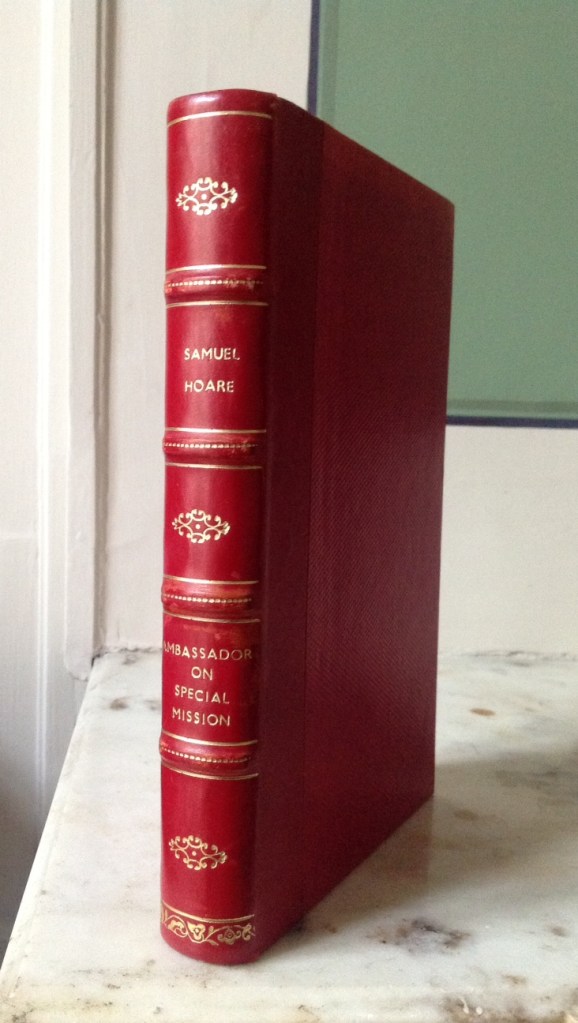 SAMUEL
HOARE
AMBASSADOR
ON
SPECIAL
MISSION